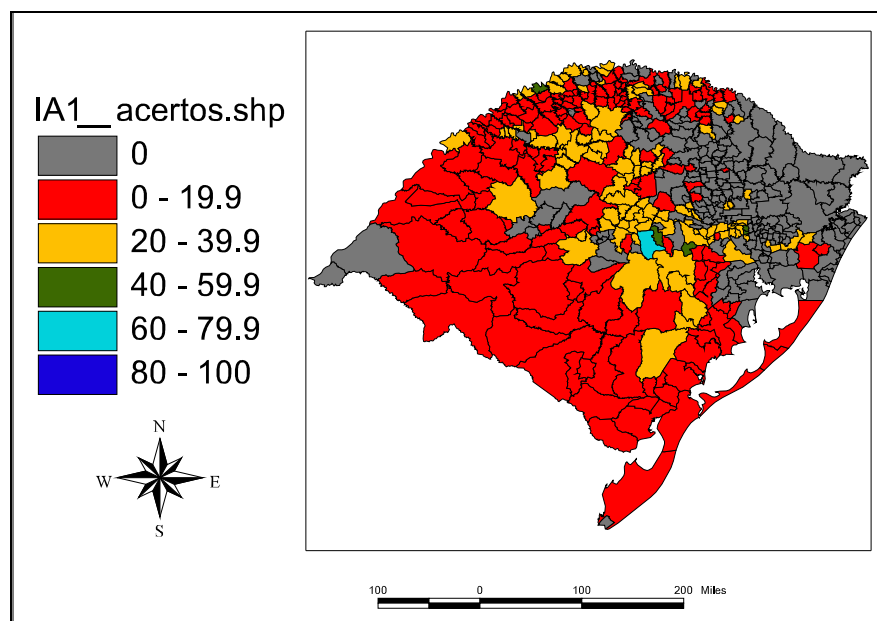 IA1__acertos.shp
0
0 - 19.9
20 - 39.9
40 - 59.9
60 - 79.9
80 - 100
N
W E
S
100 0 100 200 Miles